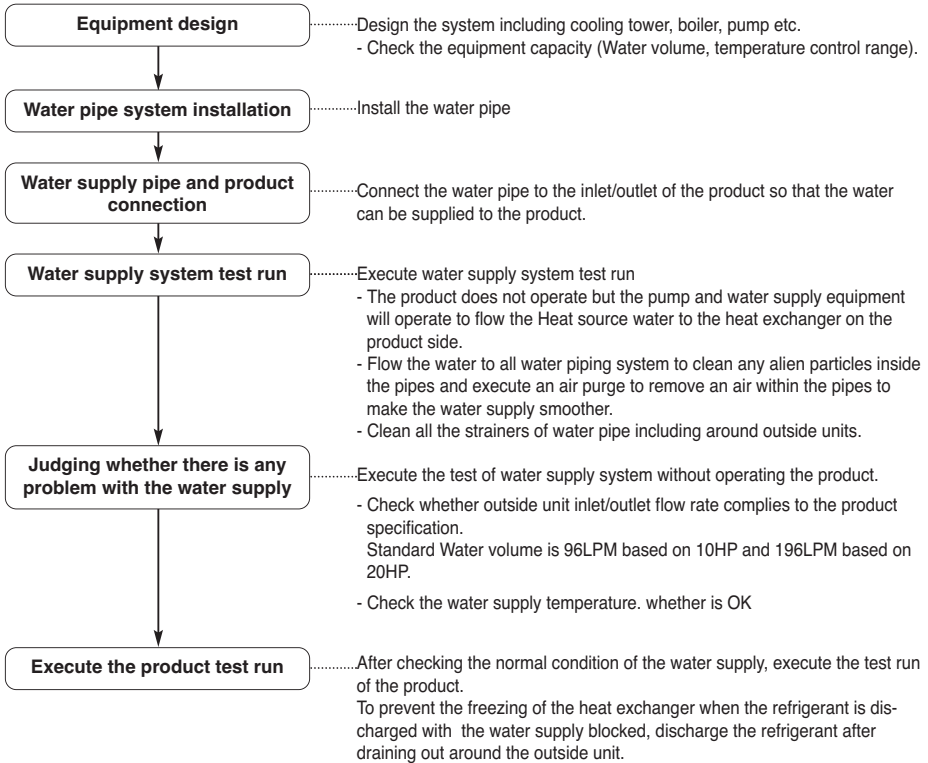 Equipment design
Design the system including cooling tower, boiler, pump etc.
- Check the equipment capacity (Water volume, temperature control range).
Water pipe system installation
Install the water pipe
Water supply pipe and product
connection
Connect the water pipe to the inlet/outlet of the product so that the water
can be supplied to the product.
Water supply system test run
Execute water supply system test run
- The product does not operate but the pump and water supply equipment
will operate to flow the Heat source water to the heat exchanger on the
product side.
- Flow the water to all water piping system to clean any alien particles inside
the pipes and execute an air purge to remove an air within the pipes to
make the water supply smoother.
- Clean all the strainers of water pipe including around outside units.
Judging whether there is any
problem with the water supply
Execute the test of water supply system without operating the product.
- Check whether outside unit inlet/outlet flow rate complies to the product
specification.
Standard Water volume is 96LPM based on 10HP and 196LPM based on
20HP.
- Check the water supply temperature. whether is OK
Execute the product test run
After checking the normal condition of the water supply, execute the test run
of the product.
To prevent the freezing of the heat exchanger when the refrigerant is dis-
charged with the water supply blocked, discharge the refrigerant after
draining out around the outside unit.